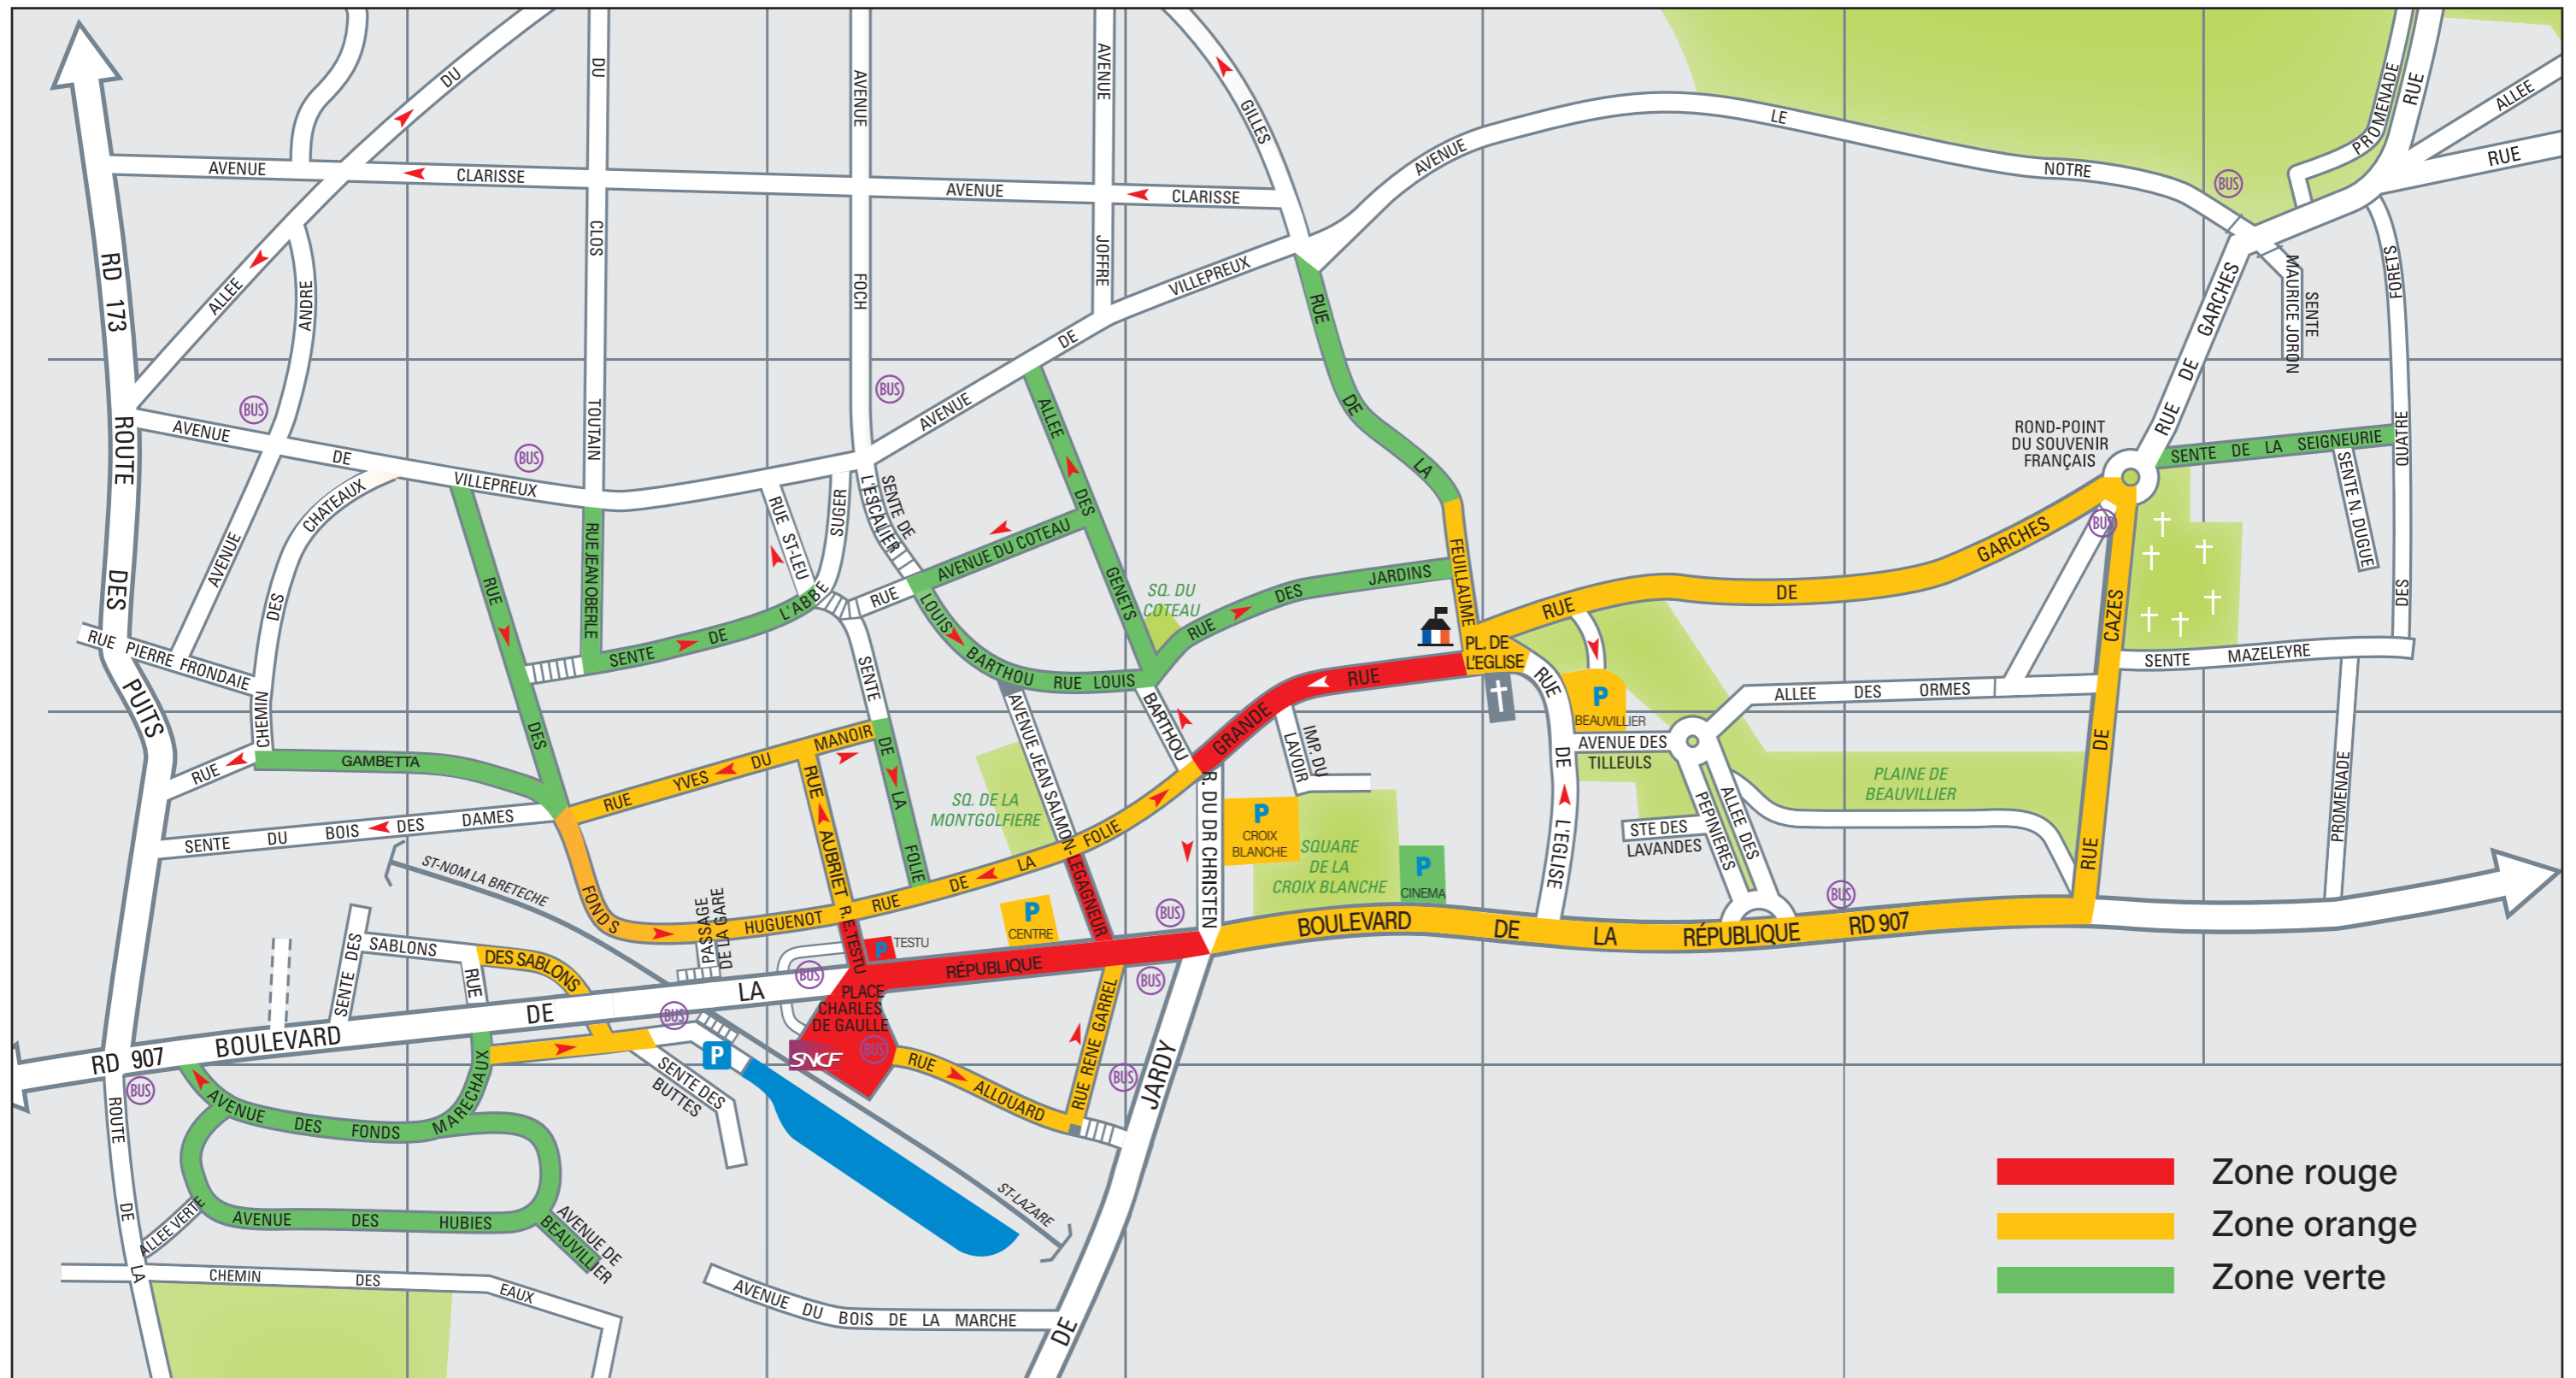 AVENUE
CLARISSE
AVENUE
CLARISSE
ALLEE
DU
DU
CLOS
TOUTAIN
AVENUE
FOCH
AVENUE
JOFFRE
GILLES
AVENUE
LE
NOTRE
BUS
PROMENADE
RUE
ALLEE
RUE
RD 173
ROUTE
DES
PUITS
ANDRE
AVENUE
BUS
AVENUE
DE
VILLEPREUX
BUS
BUS
AVENUE
DE
VILLEPREUX
RUE
DE
LA
FEUILLAUME
RUE DE GARCHES
SENTE
MAURICE JORON
FORETS
QUATRE
DES
ROND-POINT
DU SOUVENIR
FRANÇAIS
SENTE DE LA SEIGNEURIE
SENTE N. DUGUE
BUS
CHATEAUX
DES
CHEMIN
RUE PIERRE FRONDAIE
RUE
DES
FONDS
RUE JEAN OBERLE
RUE ST-LEU
SUGER
SENTE DE
L'ESCALIER
ALLEE
DES
GENETS
AVENUE DU COTEAU
RUE
SENTE
DE
L'ABBE
LOUIS
BARTHOU
RUE LOUIS
BARTHOU
SQ. DU
COTEAU
RUE
DES
JARDINS
PL. DE
L'EGLISE
RUE
DE
GARCHES
RUE
DE
CAZES
SENTE
MAZELEYRE
PROMENADE
ALLEE DES ORMES
RUE
DE
L'EGLISE
P
BEAUVILLIER
AVENUE DES
TILLEULS
ALLEE DES
PEPINIERES
STE DES
LAVANDES
PLAINE DE
BEAUVILLIER
RUE
GAMBETTA
SENTE DU BOIS DES DAMES
RUE
YVES
DU
MANOIR
SENTE
DE
LA
FOLIE
RUE
AUBRIET
SQ. DE LA
MONTGOLFIERE
AVENUE JEAN SALMON-LEGAGNEUR
GRANDE
RUE
IMP. DU
LAVOIR
R. DU DR CHRISTEN
P
CROIX
BLANCHE
SQUARE
DE LA
CROIX BLANCHE
P
CINEMA
HUGUENOT
RUE
DE
LA
FOLIE
ST-NOM LA BRETECHE
PASSAGE
DE LA GARE
R. E. TESTU
P
TESTU
P
CENTRE
BUS
SENTE DES
SABLONS
RUE
DES SABLONS
RD 907
BOULEVARD
DE
LA
RÉPUBLIQUE
BOULEVARD
DE
LA
RÉPUBLIQUE
RD 907
BUS
BUS
BUS
BUS
BUS
BUS
PLACE
CHARLES
DE GAULLE
BUS
SNCF
P
SENTE DES
BUTTES
RUE
ALLOUARD
RUE RENE GARREL
JARDY
DE
MARECHAUX
AVENUE
DES
FONDS
AVENUE
DES
HUBIES
AVENUE DE
BEAUVILLIER
ALLEE VERTE
ROUTE
DE
LA
CHEMIN
DES
EAUX
ST-LAZARE
AVENUE DU BOIS DE LA MARCHE
Zone rouge
Zone orange
Zone verte